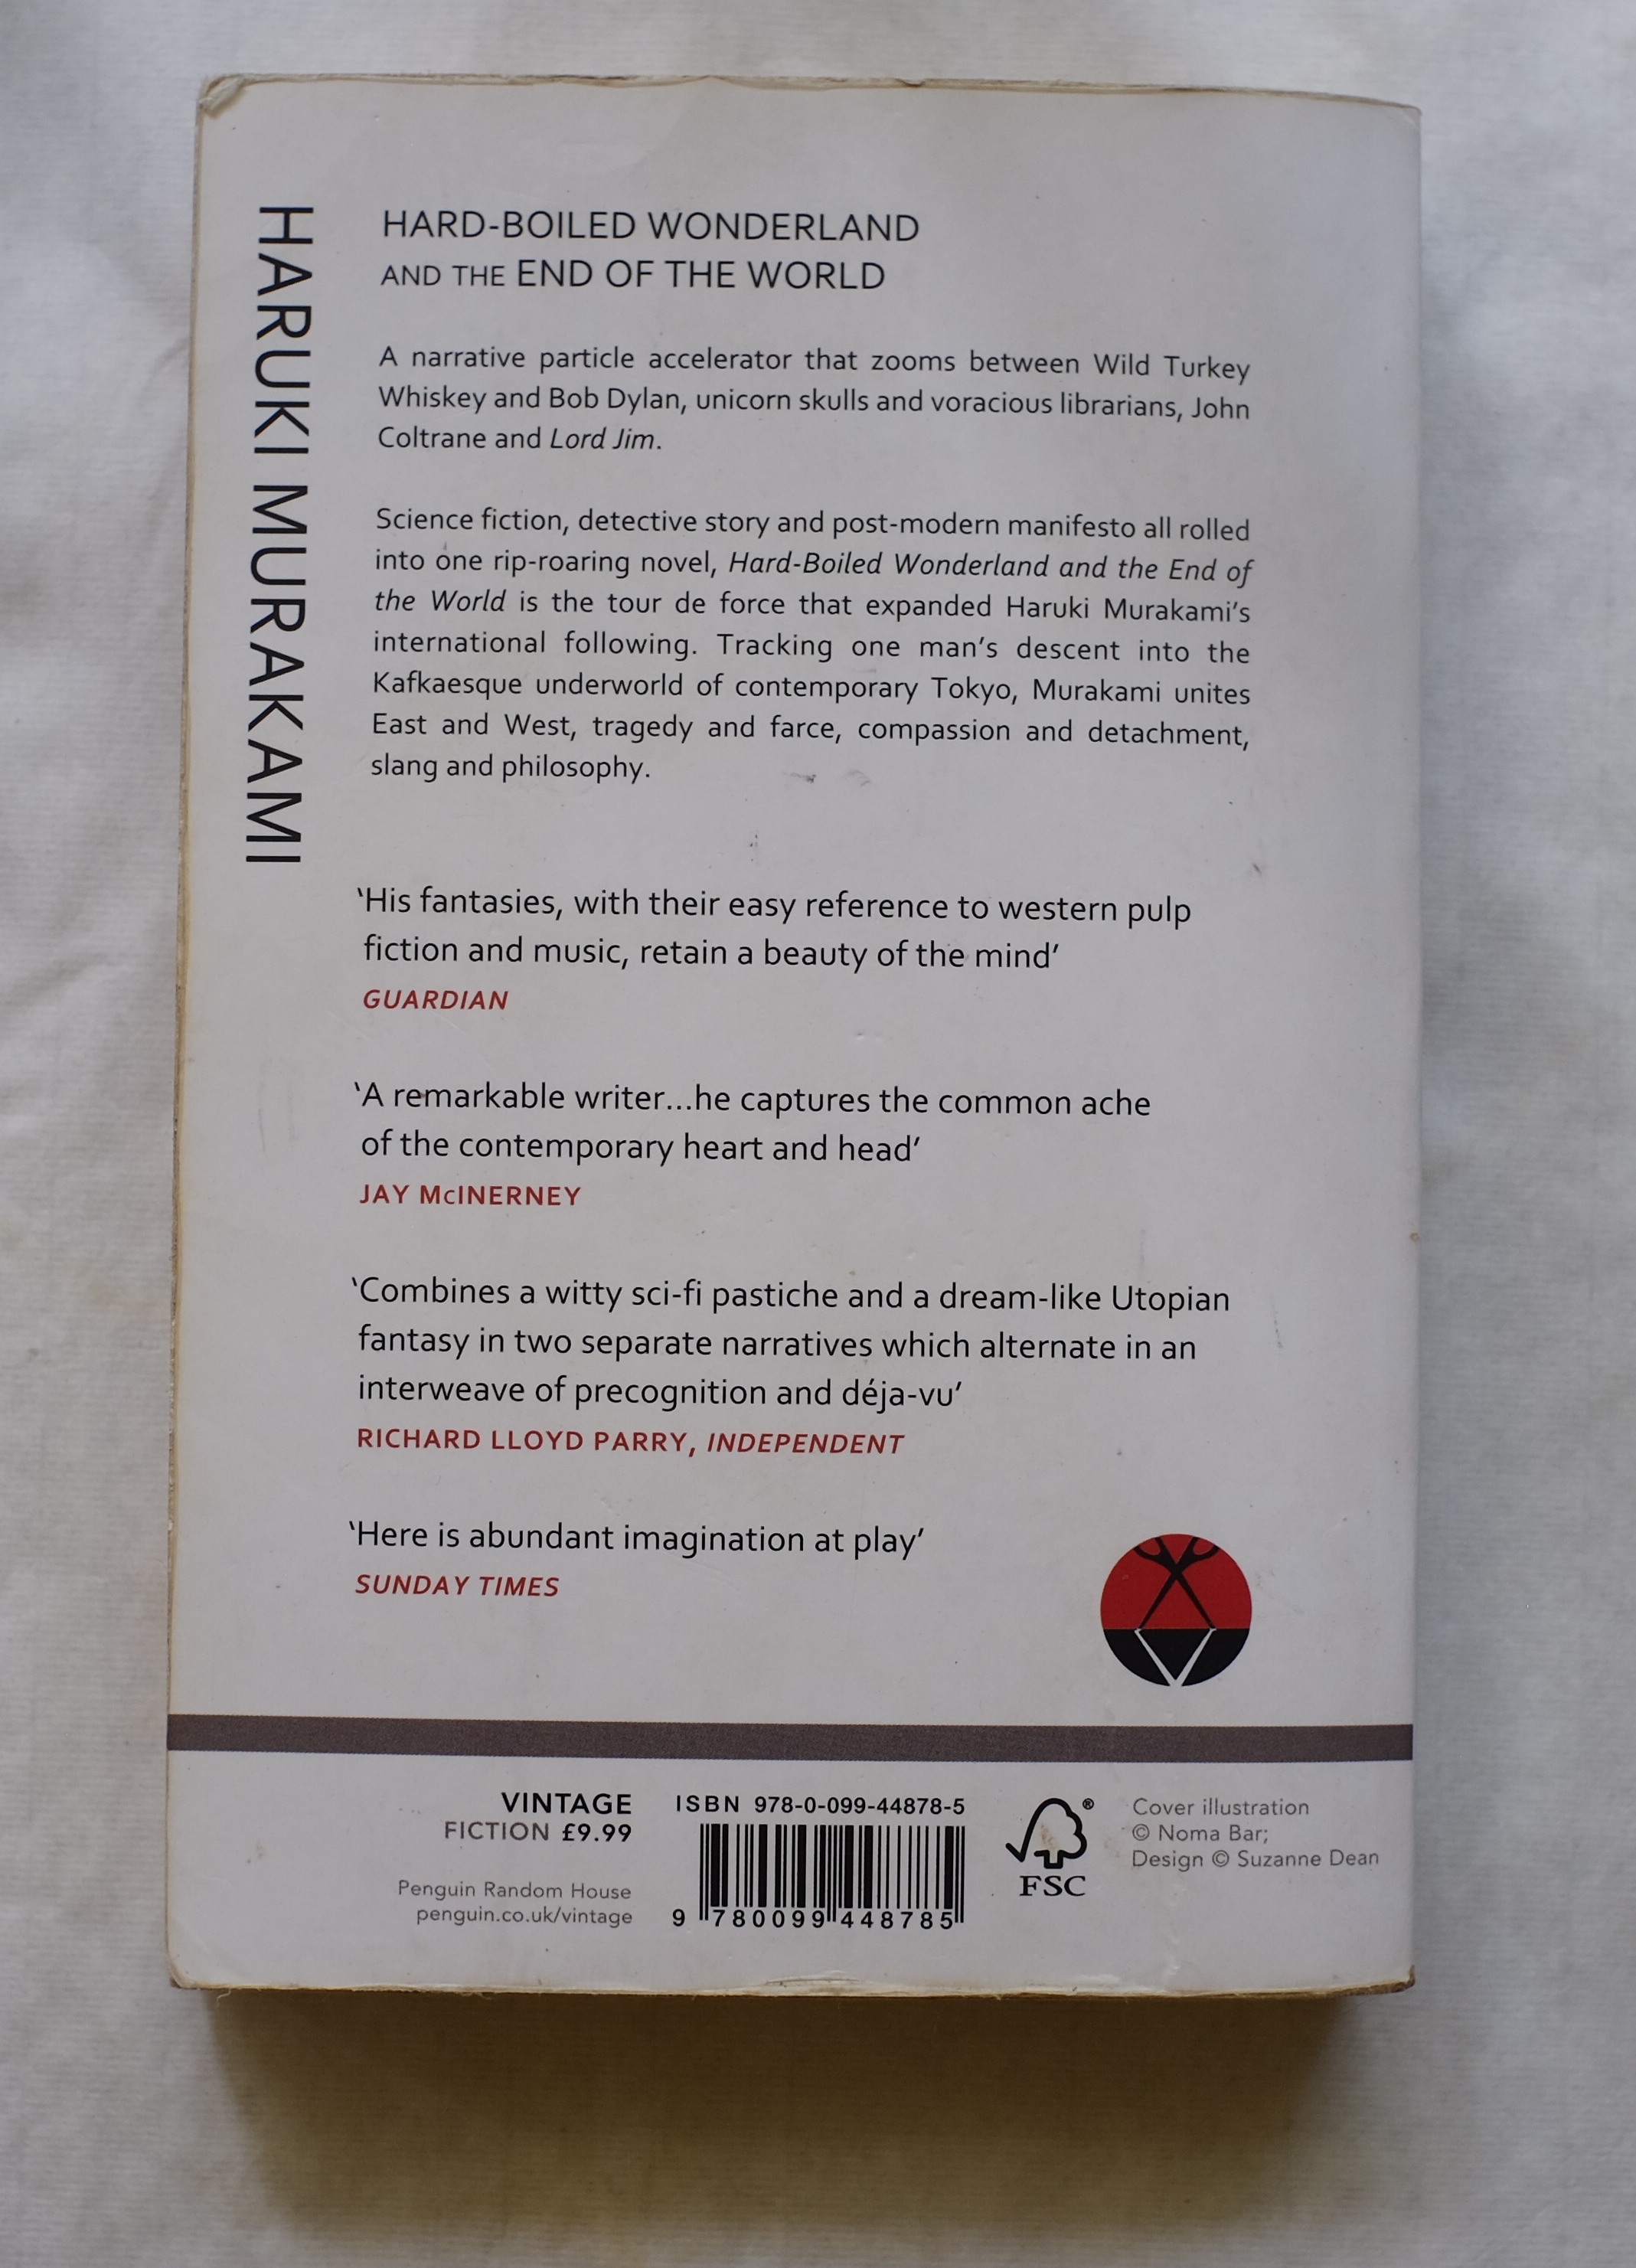 HARUKI MURAKAMI
HARD-BOILED WONDERLAND
AND THE END OF THE WORLD
A narrative particle accelerator that zooms between Wild Turkey
Whiskey and Bob Dylan, unicorn skulls and voracious librarians, John
Coltrane and Lord Jim.
Science fiction, detective story and post-modern manifesto all rolled
into one rip-roaring novel, Hard-Boiled Wonderland and the End of
the World is the tour de force that expanded Haruki Murakami's
international following. Tracking one man's descent into the
Kafkaesque underworld of contemporary Tokyo, Murakami unites
East and West, tragedy and farce, compassion and detachment,
slang and philosophy.
‘His fantasies, with their easy reference to western pulp
fiction and music, retain a beauty of the mind’
GUARDIAN
‘A remarkable writer...he captures the common ache
of the contemporary heart and head’
JAY McINERNEY
‘Combines a witty sci-fi pastiche and a dream-like Utopian
fantasy in two separate narratives which alternate in an
interweave of precognition and déja-vu’
RICHARD LLOYD PARRY, INDEPENDENT
‘Here is abundant imagination at play’
SUNDAY TIMES
VINTAGE
FICTION £9.99
Penguin Random House
penguin.co.uk/vintage
ISBN 978-0-099-44878-5
9 780099 448785
®
FSC
Cover illustration
© Noma Bar;
Design © Suzanne Dean